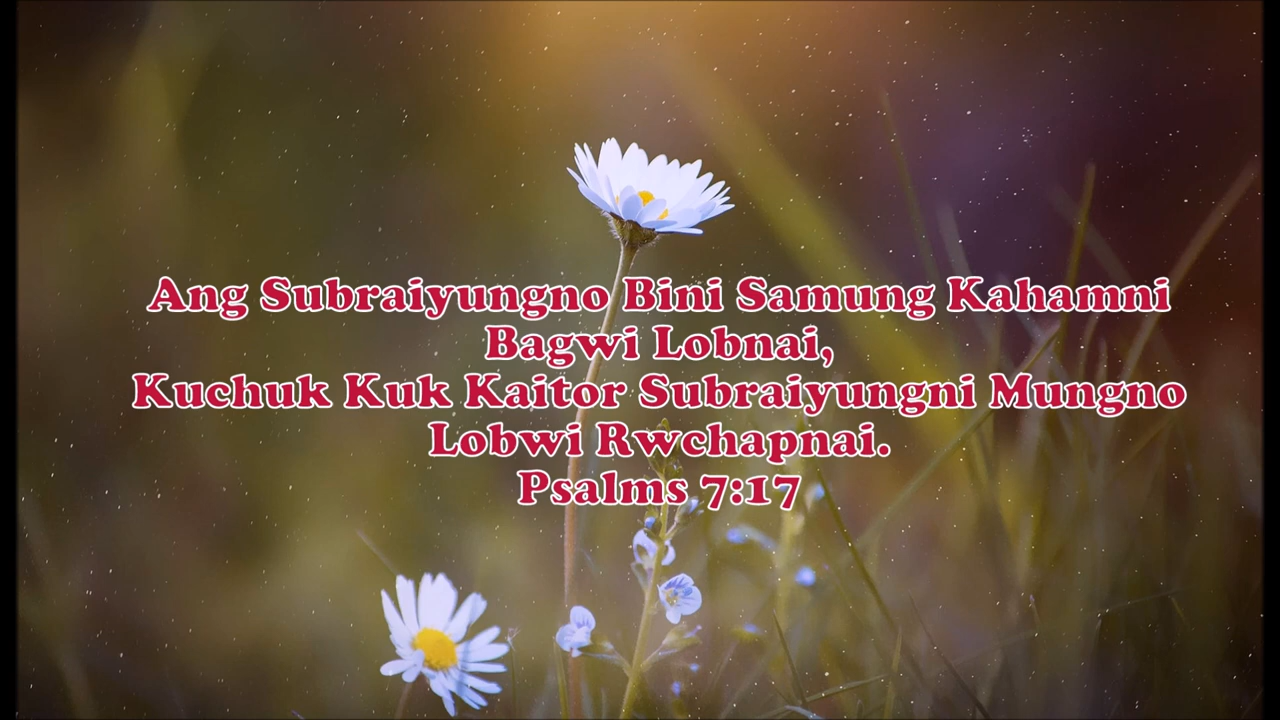 Ang Subraiyungno Bini Samung Kahamni
Bagwi Lobnai,
Kuchuk Kuk Kaitor Subraiyungni Mungno
Lobwi Rwchapnai.
Psalms 7:17